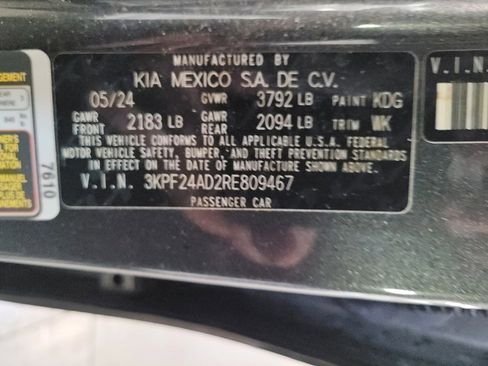 MANUFACTURED BY
KIA MEXICO S.A. DE C.V.
05/24 GVWR 3792 LB PAINT KDG
GAWR FRONT 2183 LB GAWR REAR 2094 LB TRIM WK
THIS VEHICLE CONFORMS TO ALL APPLICABLE U.S.A. FEDERAL
MOTOR VEHICLE SAFETY, BUMPER, AND THEFT PREVENTION STANDARDS
IN EFFECT ON THE DATE OF MANUFACTURE SHOWN ABOVE.
V.I.N. 3KPF24AD2RE809467
PASSENGER CAR
7610
V.I.N.